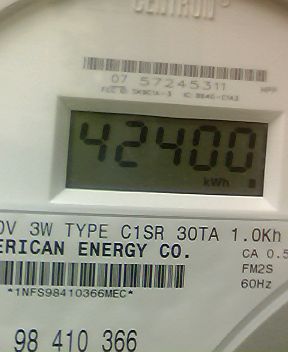 CENTRON
07 57245311
42400
kWh
0V 3W TYPE C1SR 30TA 1.0Kh
ERICAN ENERGY CO.
CA 0.5
FM2S
60Hz
*1NFS98410366MEC*
98 410 366